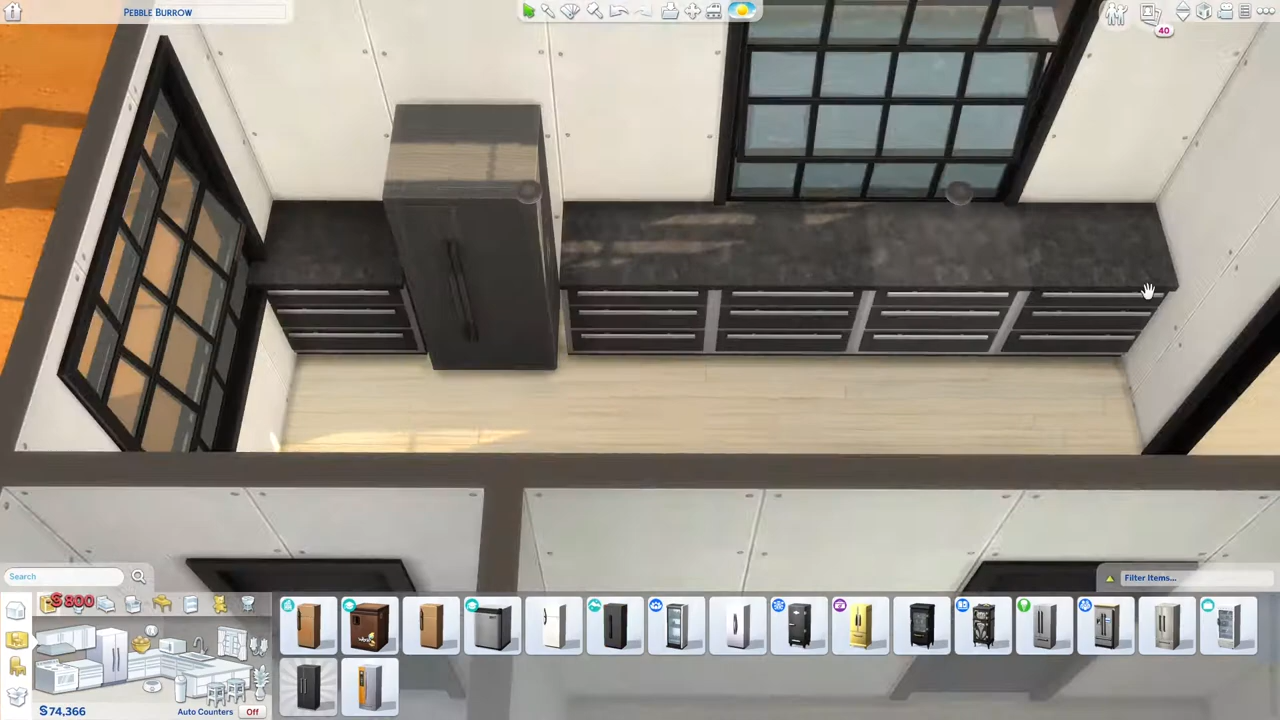 PEBBLE BURROW
40
Search
Filter Items...
$800
$74,366
Auto Counters Off